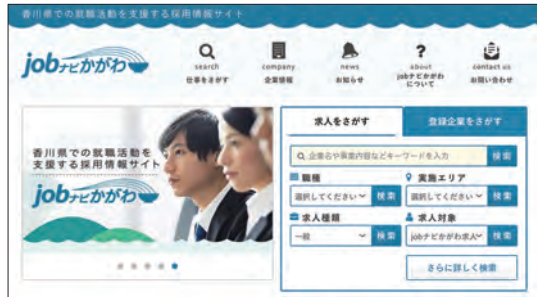 香川県での就職活動を支援する採用情報サイト
jobナビかがわ
search
仕事をさがす
company
企業情報
news
お知らせ
about
jobナビかがわ
について
contact us
お問い合わせ
香川県での就職活動を
支援する採用情報サイト
jobナビかがわ
求人をさがす
登録企業をさがす
企業名や事業内容などキーワードを入力
検索
職種
実施エリア
選択してください
検索
選択してください
検索
求人種類
求人対象
一般
検索
jobナビかがわ求人
検索
さらに詳しく検索